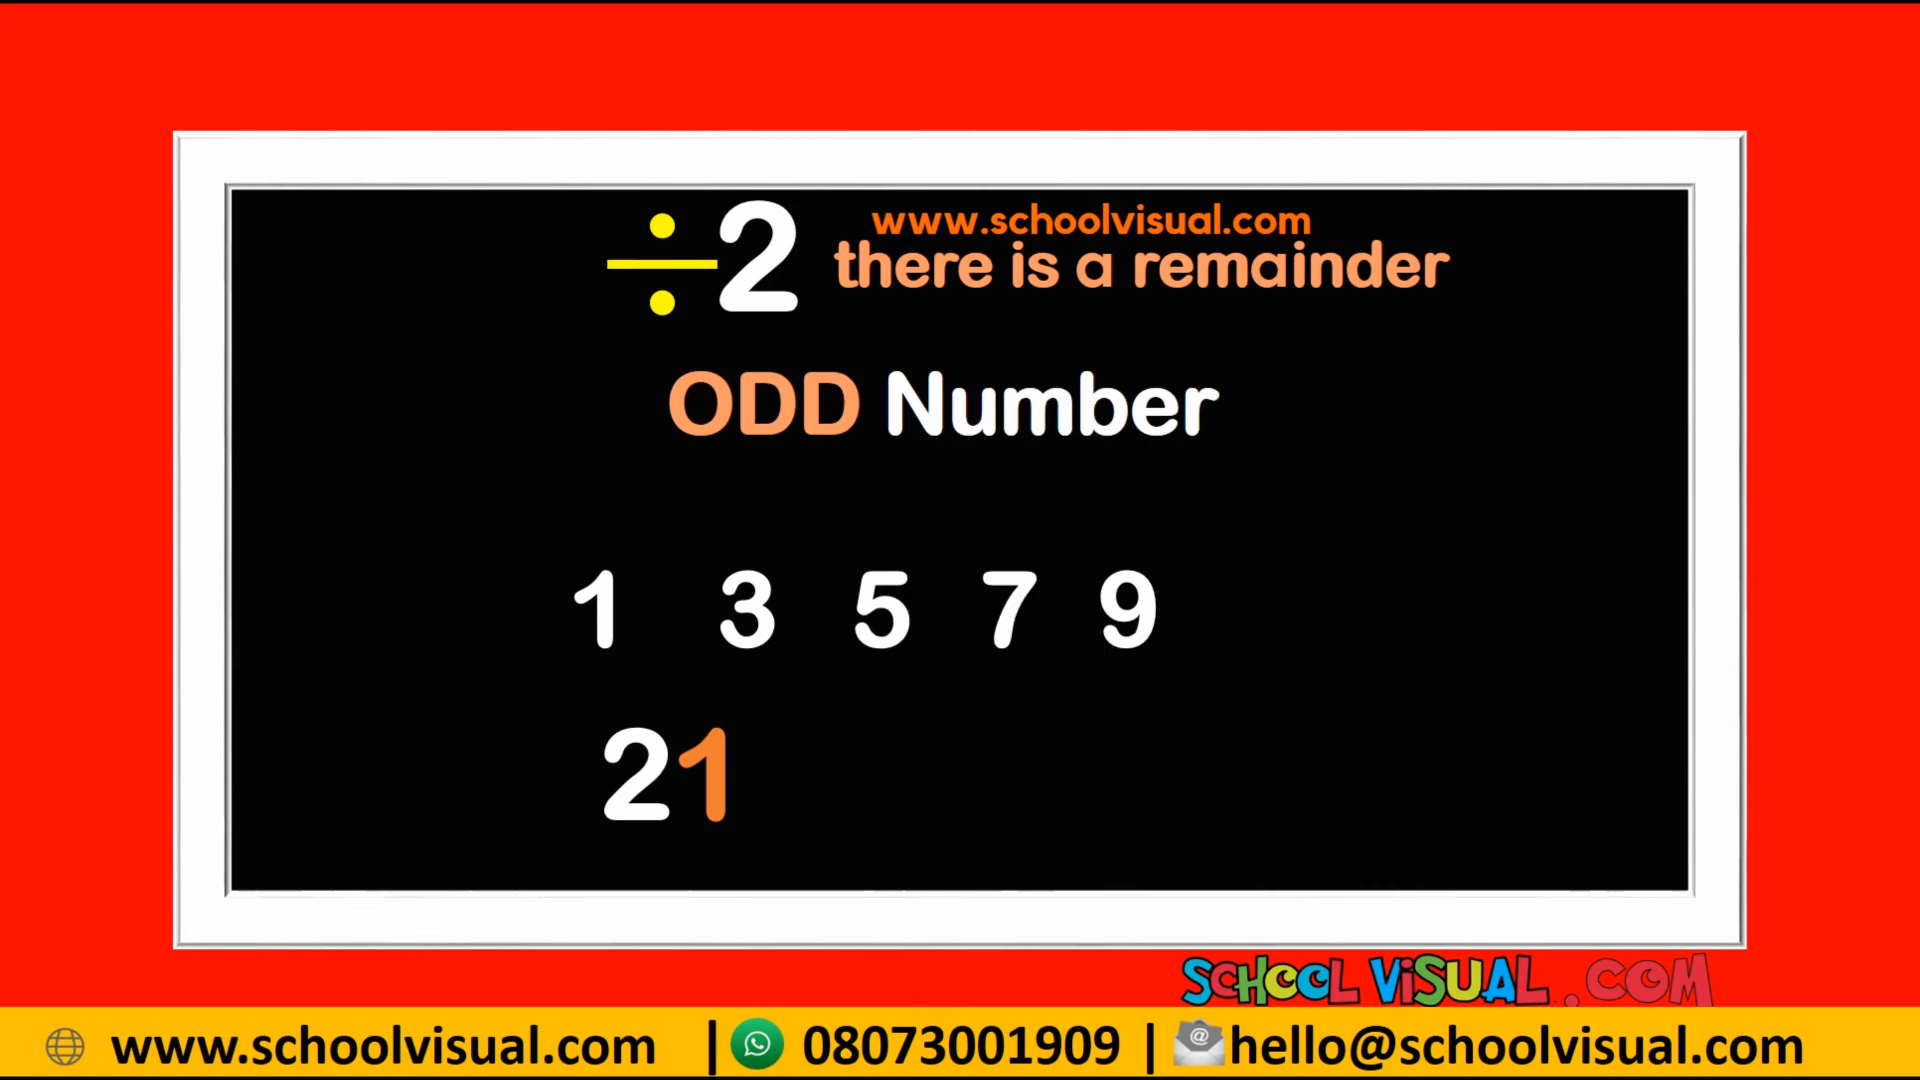 www.schoolvisual.com
÷2 there is a remainder
ODD Number
1 3 5 7 9
21
SCHOOL ViSUAL.COM
www.schoolvisual.com | 08073001909 | hello@schoolvisual.com